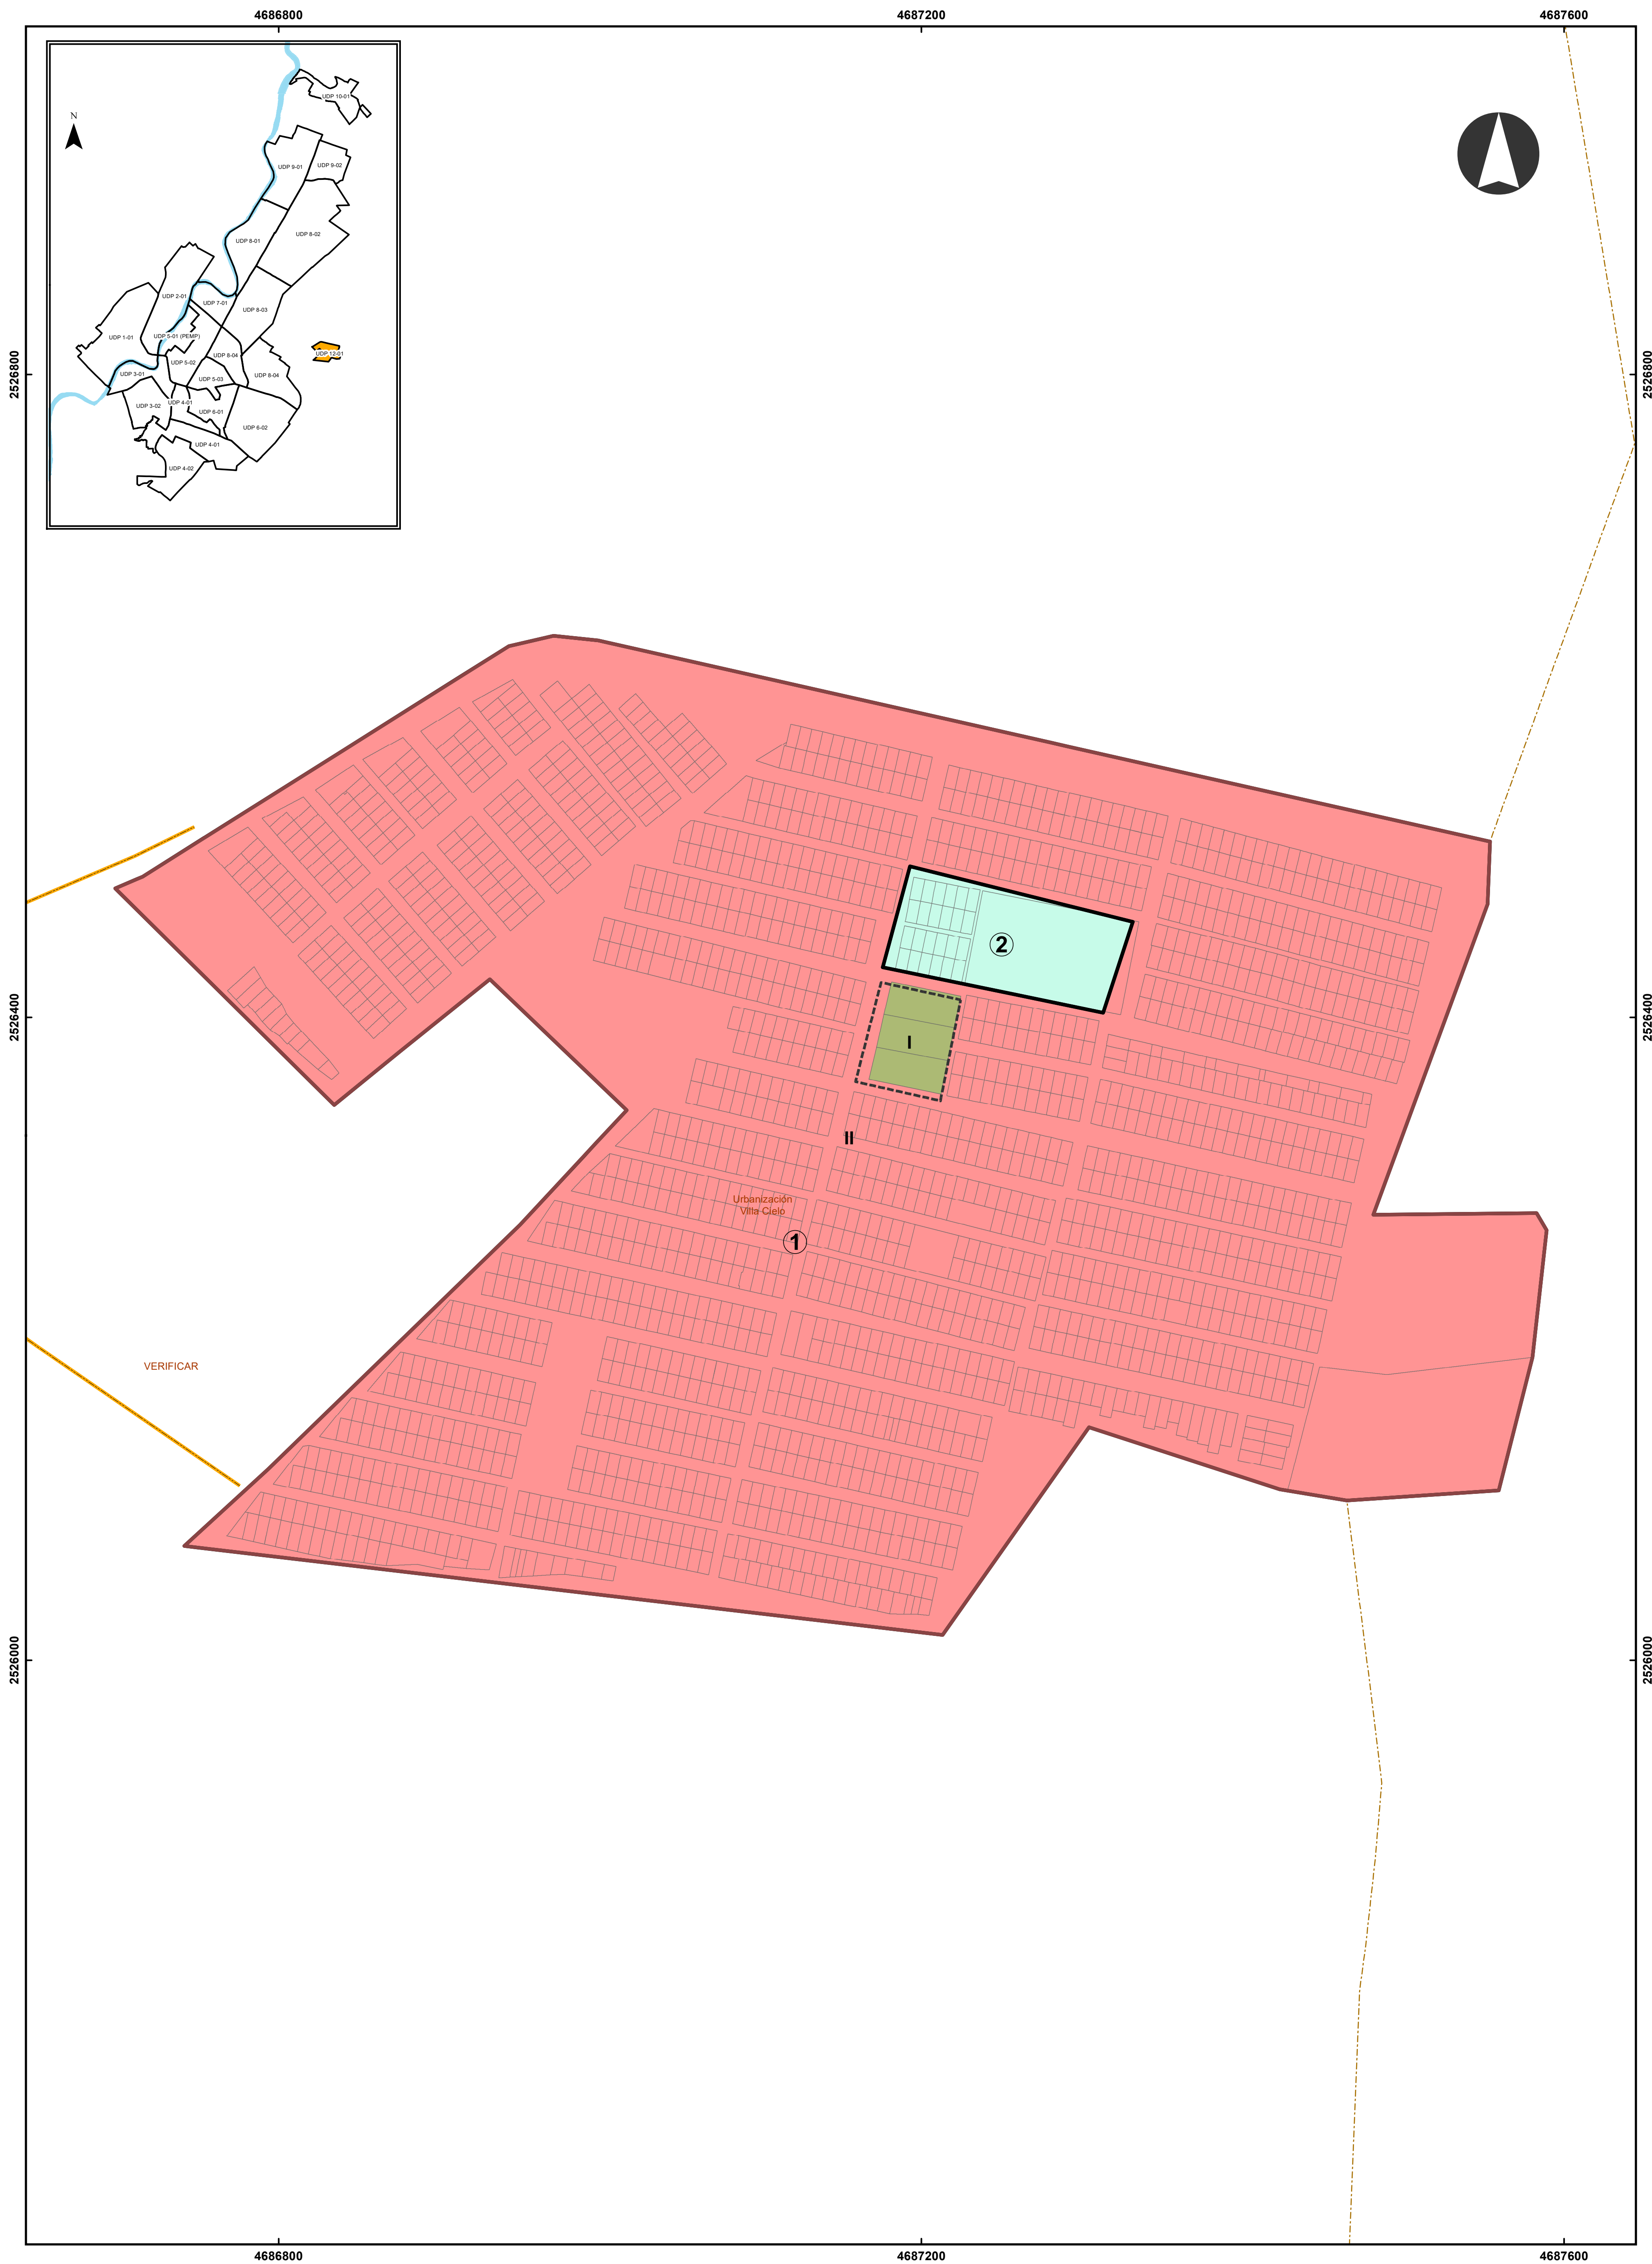 4686800
4687200
4687600
N
UDP 10-01
UDP 9-01
UDP 9-02
UDP 8-01
UDP 8-02
UDP 2-01
UDP 7-01
UDP 8-03
UDP 1-01
UDP 5-01 (PEMP)
UDP 12-01
UDP 8-04
UDP 5-02
UDP 3-01
UDP 5-03
UDP 8-04
UDP 3-02
UDP 4-01
UDP 6-01
UDP 6-02
UDP 4-01
UDP 4-02
2526800
2526800
2
2526400
2526400
I
II
Urbanización
Villa Cielo
1
VERIFICAR
2526000
2526000
4686800
4687200
4687600